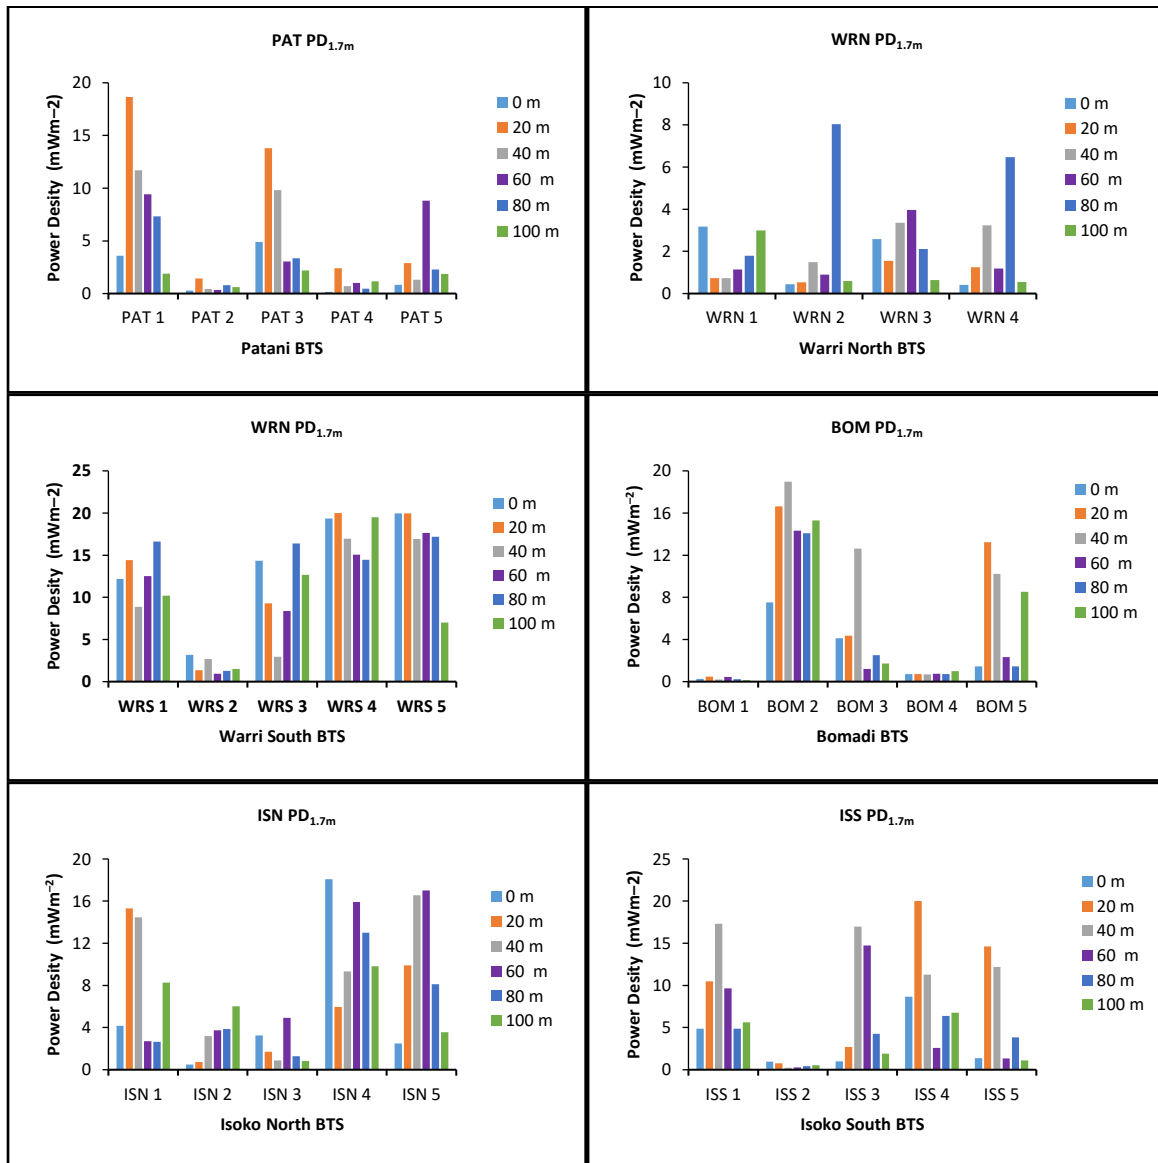 PAT PD1.7m
Power Desity (mWm–2)
20
15
10
5
0
PAT 1 PAT 2 PAT 3 PAT 4 PAT 5
Patani BTS
0 m
20 m
40 m
60 m
80 m
100 m
WRN PD1.7m
Power Desity (mWm–2)
10
8
6
4
2
0
WRN 1 WRN 2 WRN 3 WRN 4
Warri North BTS
0 m
20 m
40 m
60 m
80 m
100 m
WRN PD1.7m
Power Desity (mWm–2)
25
20
15
10
5
0
WRS 1 WRS 2 WRS 3 WRS 4 WRS 5
Warri South BTS
0 m
20 m
40 m
60 m
80 m
100 m
BOM PD1.7m
Power Desity (mWm–2)
20
16
12
8
4
0
BOM 1 BOM 2 BOM 3 BOM 4 BOM 5
Bomadi BTS
0 m
20 m
40 m
60 m
80 m
100 m
ISN PD1.7m
Power Desity (mWm–2)
20
16
12
8
4
0
ISN 1 ISN 2 ISN 3 ISN 4 ISN 5
Isoko North BTS
0 m
20 m
40 m
60 m
80 m
100 m
ISS PD1.7m
Power Desity (mWm–2)
25
20
15
10
5
0
ISS 1 ISS 2 ISS 3 ISS 4 ISS 5
Isoko South BTS
0 m
20 m
40 m
60 m
80 m
100 m